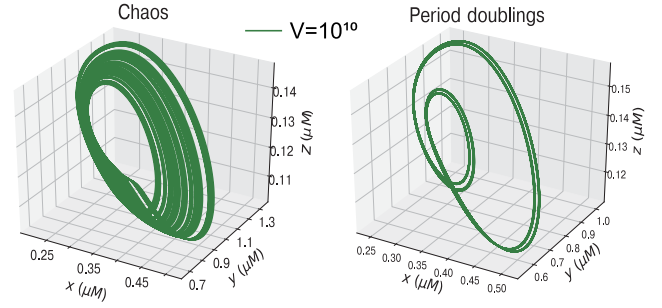 Chaos
V=10¹⁰
Period doublings
0.14
0.13
0.12
0.11
z (μM)
0.25
0.35
0.45
x (μM)
0.7
0.9
1.1
1.3
y (μM)
0.15
0.14
0.13
0.12
z (μM)
0.25
0.30
0.35
0.40
0.45
0.50
x (μM)
0.6
0.7
0.8
0.9
1.0
y (μM)